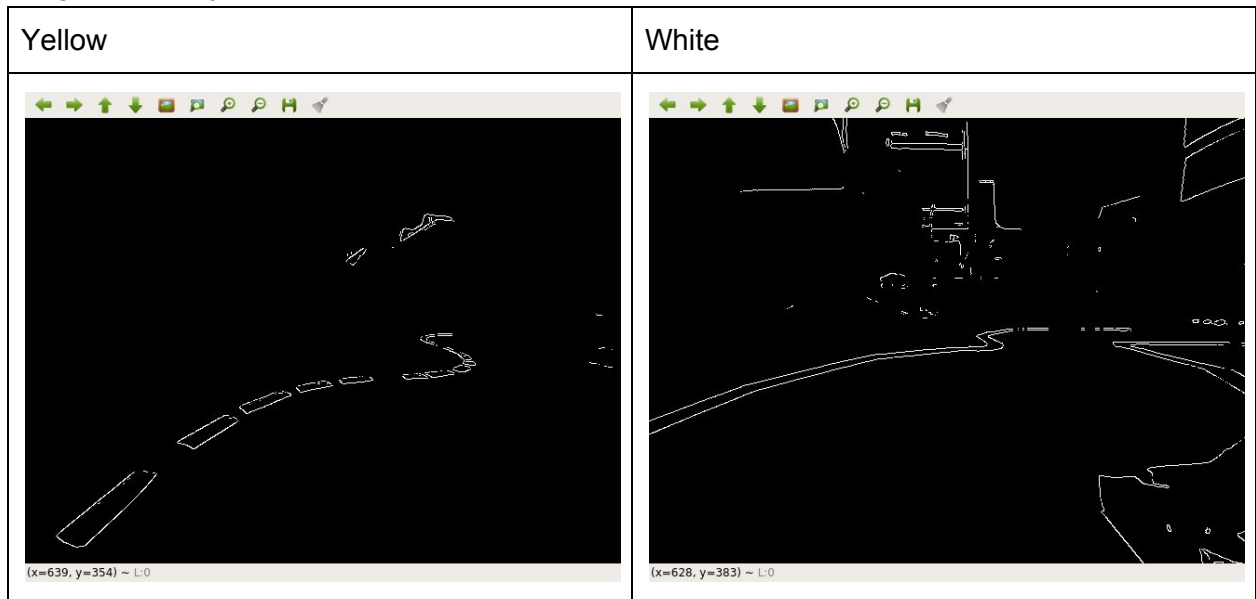 Yellow
White
(x=639, y=354) ~ L:0
(x=628, y=383) ~ L:0